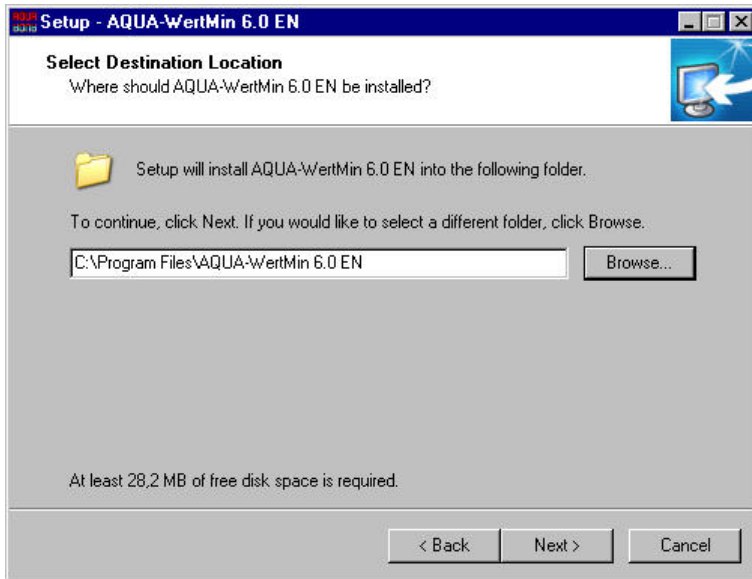 Setup - AQUA-WertMin 6.0 EN
Select Destination Location
Where should AQUA-WertMin 6.0 EN be installed?
Setup will install AQUA-WertMin 6.0 EN into the following folder.
To continue, click Next. If you would like to select a different folder, click Browse.
C:\Program Files\AQUA-WertMin 6.0 EN
Browse...
At least 28,2 MB of free disk space is required.
< Back
Next >
Cancel